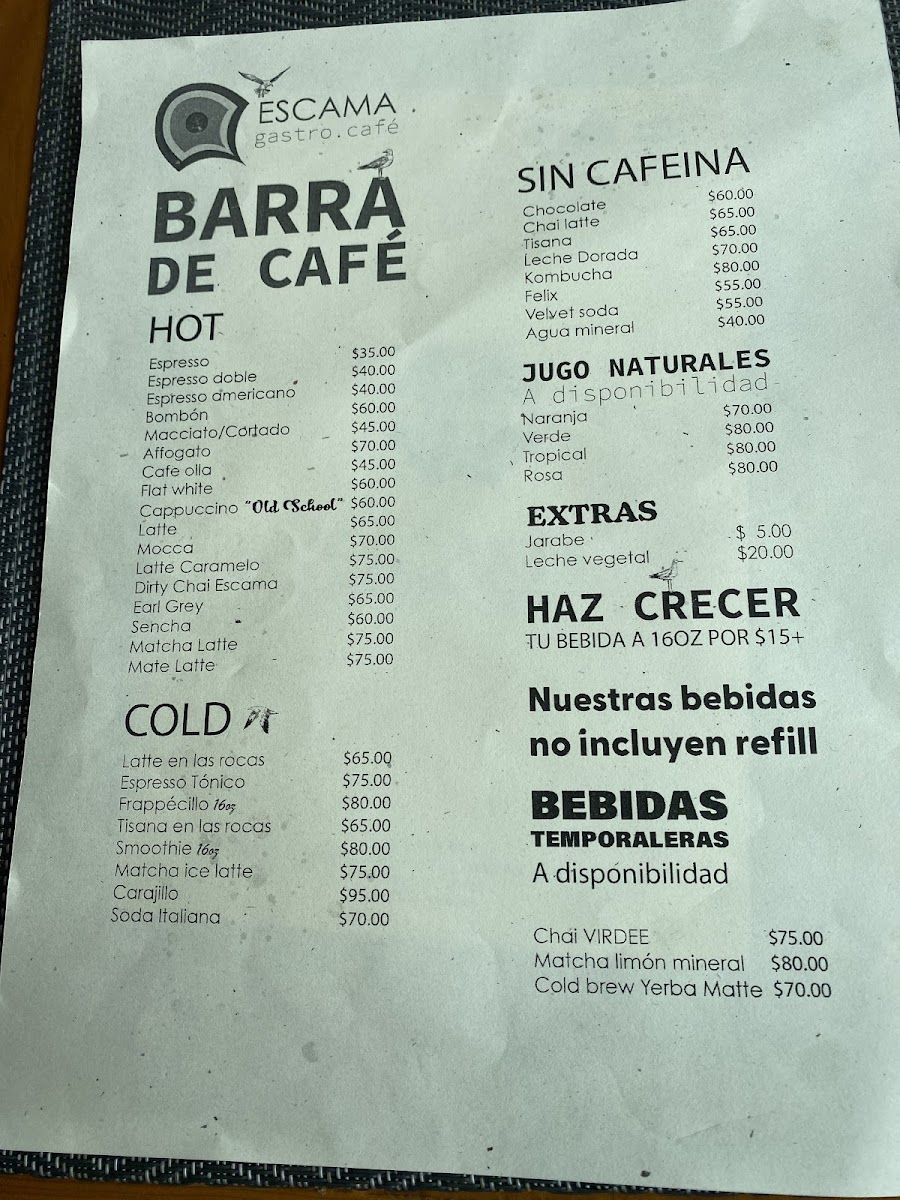 ESCAMA
gastro.café
BARRA
DE CAFÉ
HOT
Espresso $35.00
Espresso doble $40.00
Espresso americano $40.00
Bombón $60.00
Macciato/Cortado $45.00
Affogato $70.00
Cafe olla $45.00
Flat white $60.00
Cappuccino "Old School" $60.00
Latte $65.00
Mocca $70.00
Latte Caramelo $75.00
Dirty Chai Escama $75.00
Earl Grey $65.00
Sencha $60.00
Matcha Latte $75.00
Mate Latte $75.00
COLD
Latte en las rocas $65.00
Espresso Tónico $75.00
Frappécillo 16oz $80.00
Tisana en las rocas $65.00
Smoothie 16oz $80.00
Matcha ice latte $75.00
Carajillo $95.00
Soda Italiana $70.00
SIN CAFEINA
Chocolate $60.00
Chai latte $65.00
Tisana $65.00
Leche Dorada $70.00
Kombucha $80.00
Felix $55.00
Velvet soda $55.00
Agua mineral $40.00
JUGO NATURALES
A disponibilidad
Naranja $70.00
Verde $80.00
Tropical $80.00
Rosa $80.00
EXTRAS
Jarabe $ 5.00
Leche vegetal $20.00
HAZ CRECER
TU BEBIDA A 16OZ POR $15+
Nuestras bebidas
no incluyen refill
BEBIDAS
TEMPORALERAS
A disponibilidad
Chai VIRDEE $75.00
Matcha limón mineral $80.00
Cold brew Yerba Matte $70.00